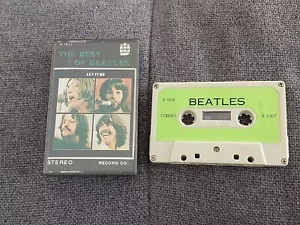 THE BEST
OF BEATLES
LET IT BE
STEREO
RECORD CO.
BEATLES